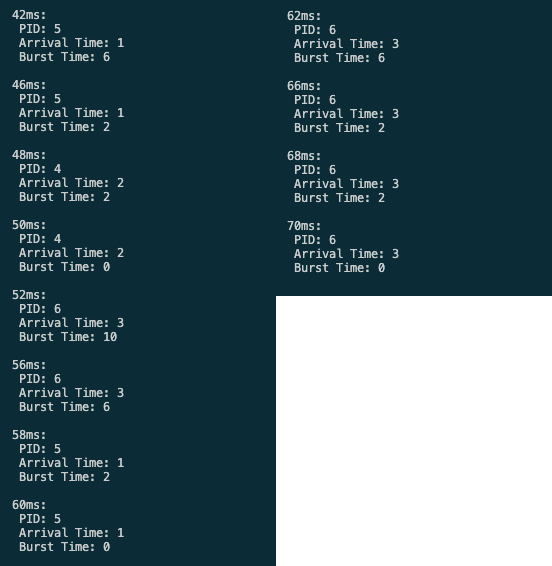 42ms:
PID: 5
Arrival Time: 1
Burst Time: 6
46ms:
PID: 5
Arrival Time: 1
Burst Time: 2
48ms:
PID: 4
Arrival Time: 2
Burst Time: 2
50ms:
PID: 4
Arrival Time: 2
Burst Time: 0
52ms:
PID: 6
Arrival Time: 3
Burst Time: 10
56ms:
PID: 6
Arrival Time: 3
Burst Time: 6
58ms:
PID: 5
Arrival Time: 1
Burst Time: 2
60ms:
PID: 5
Arrival Time: 1
Burst Time: 0
62ms:
PID: 6
Arrival Time: 3
Burst Time: 6
66ms:
PID: 6
Arrival Time: 3
Burst Time: 2
68ms:
PID: 6
Arrival Time: 3
Burst Time: 2
70ms:
PID: 6
Arrival Time: 3
Burst Time: 0